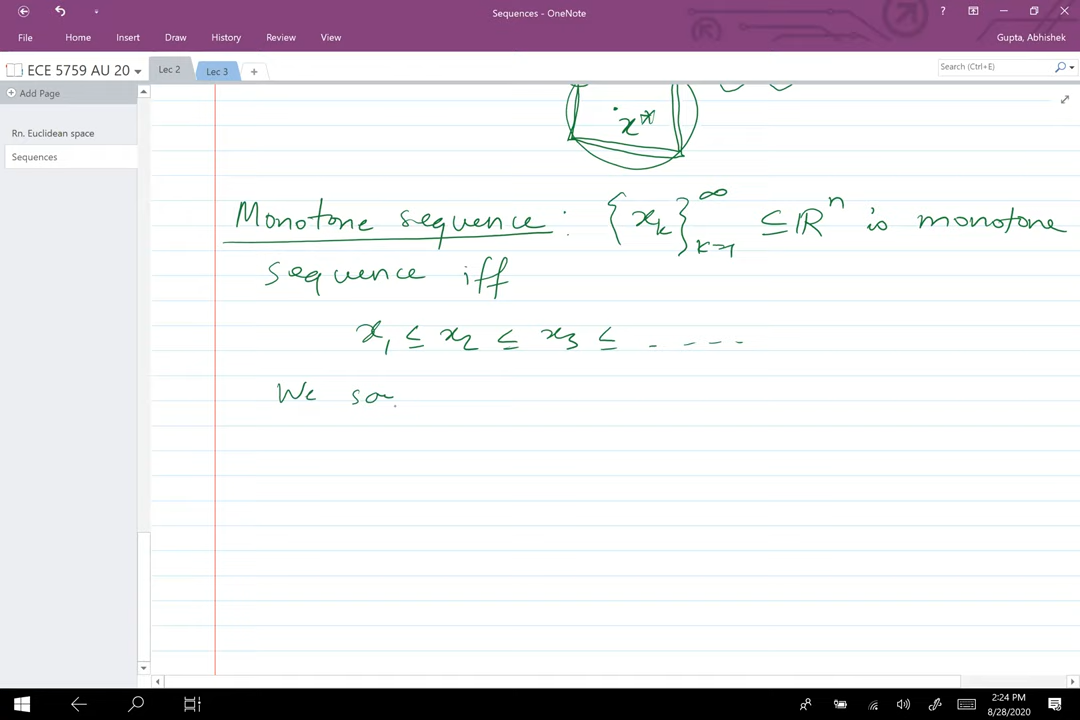 Sequences - OneNote
Gupta, Abhishek
File Home Insert Draw History Review View
ECE 5759 AU 20
Lec 2
Lec 3
Search (Ctrl+E)
Add Page
Rn. Euclidean space
Sequences
x*
Monotone sequence: {x_k}_{k=1}^∞ ⊆ ℝ^n is monotone
sequence iff
x_1 ≤ x_2 ≤ x_3 ≤ . - - - -
We sa
2:24 PM
8/28/2020